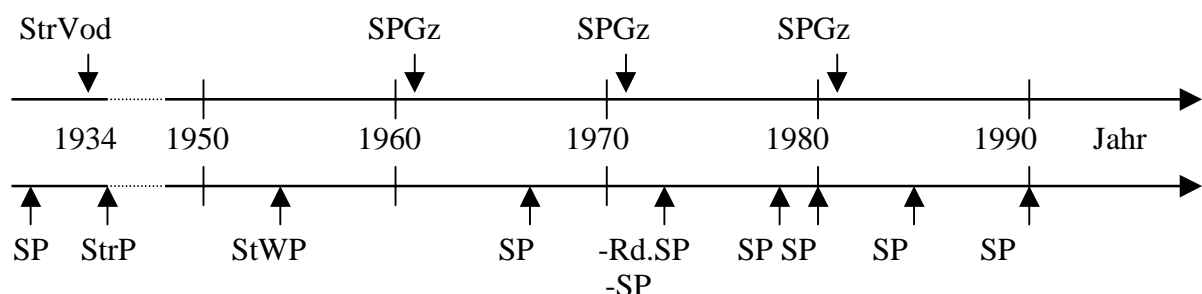 StrVod SPGz SPGz SPGz
1934 1950 1960 1970 1980 1990 Jahr
SP StrP StWP SP -Rd.SP SP SP SP SP
-SP